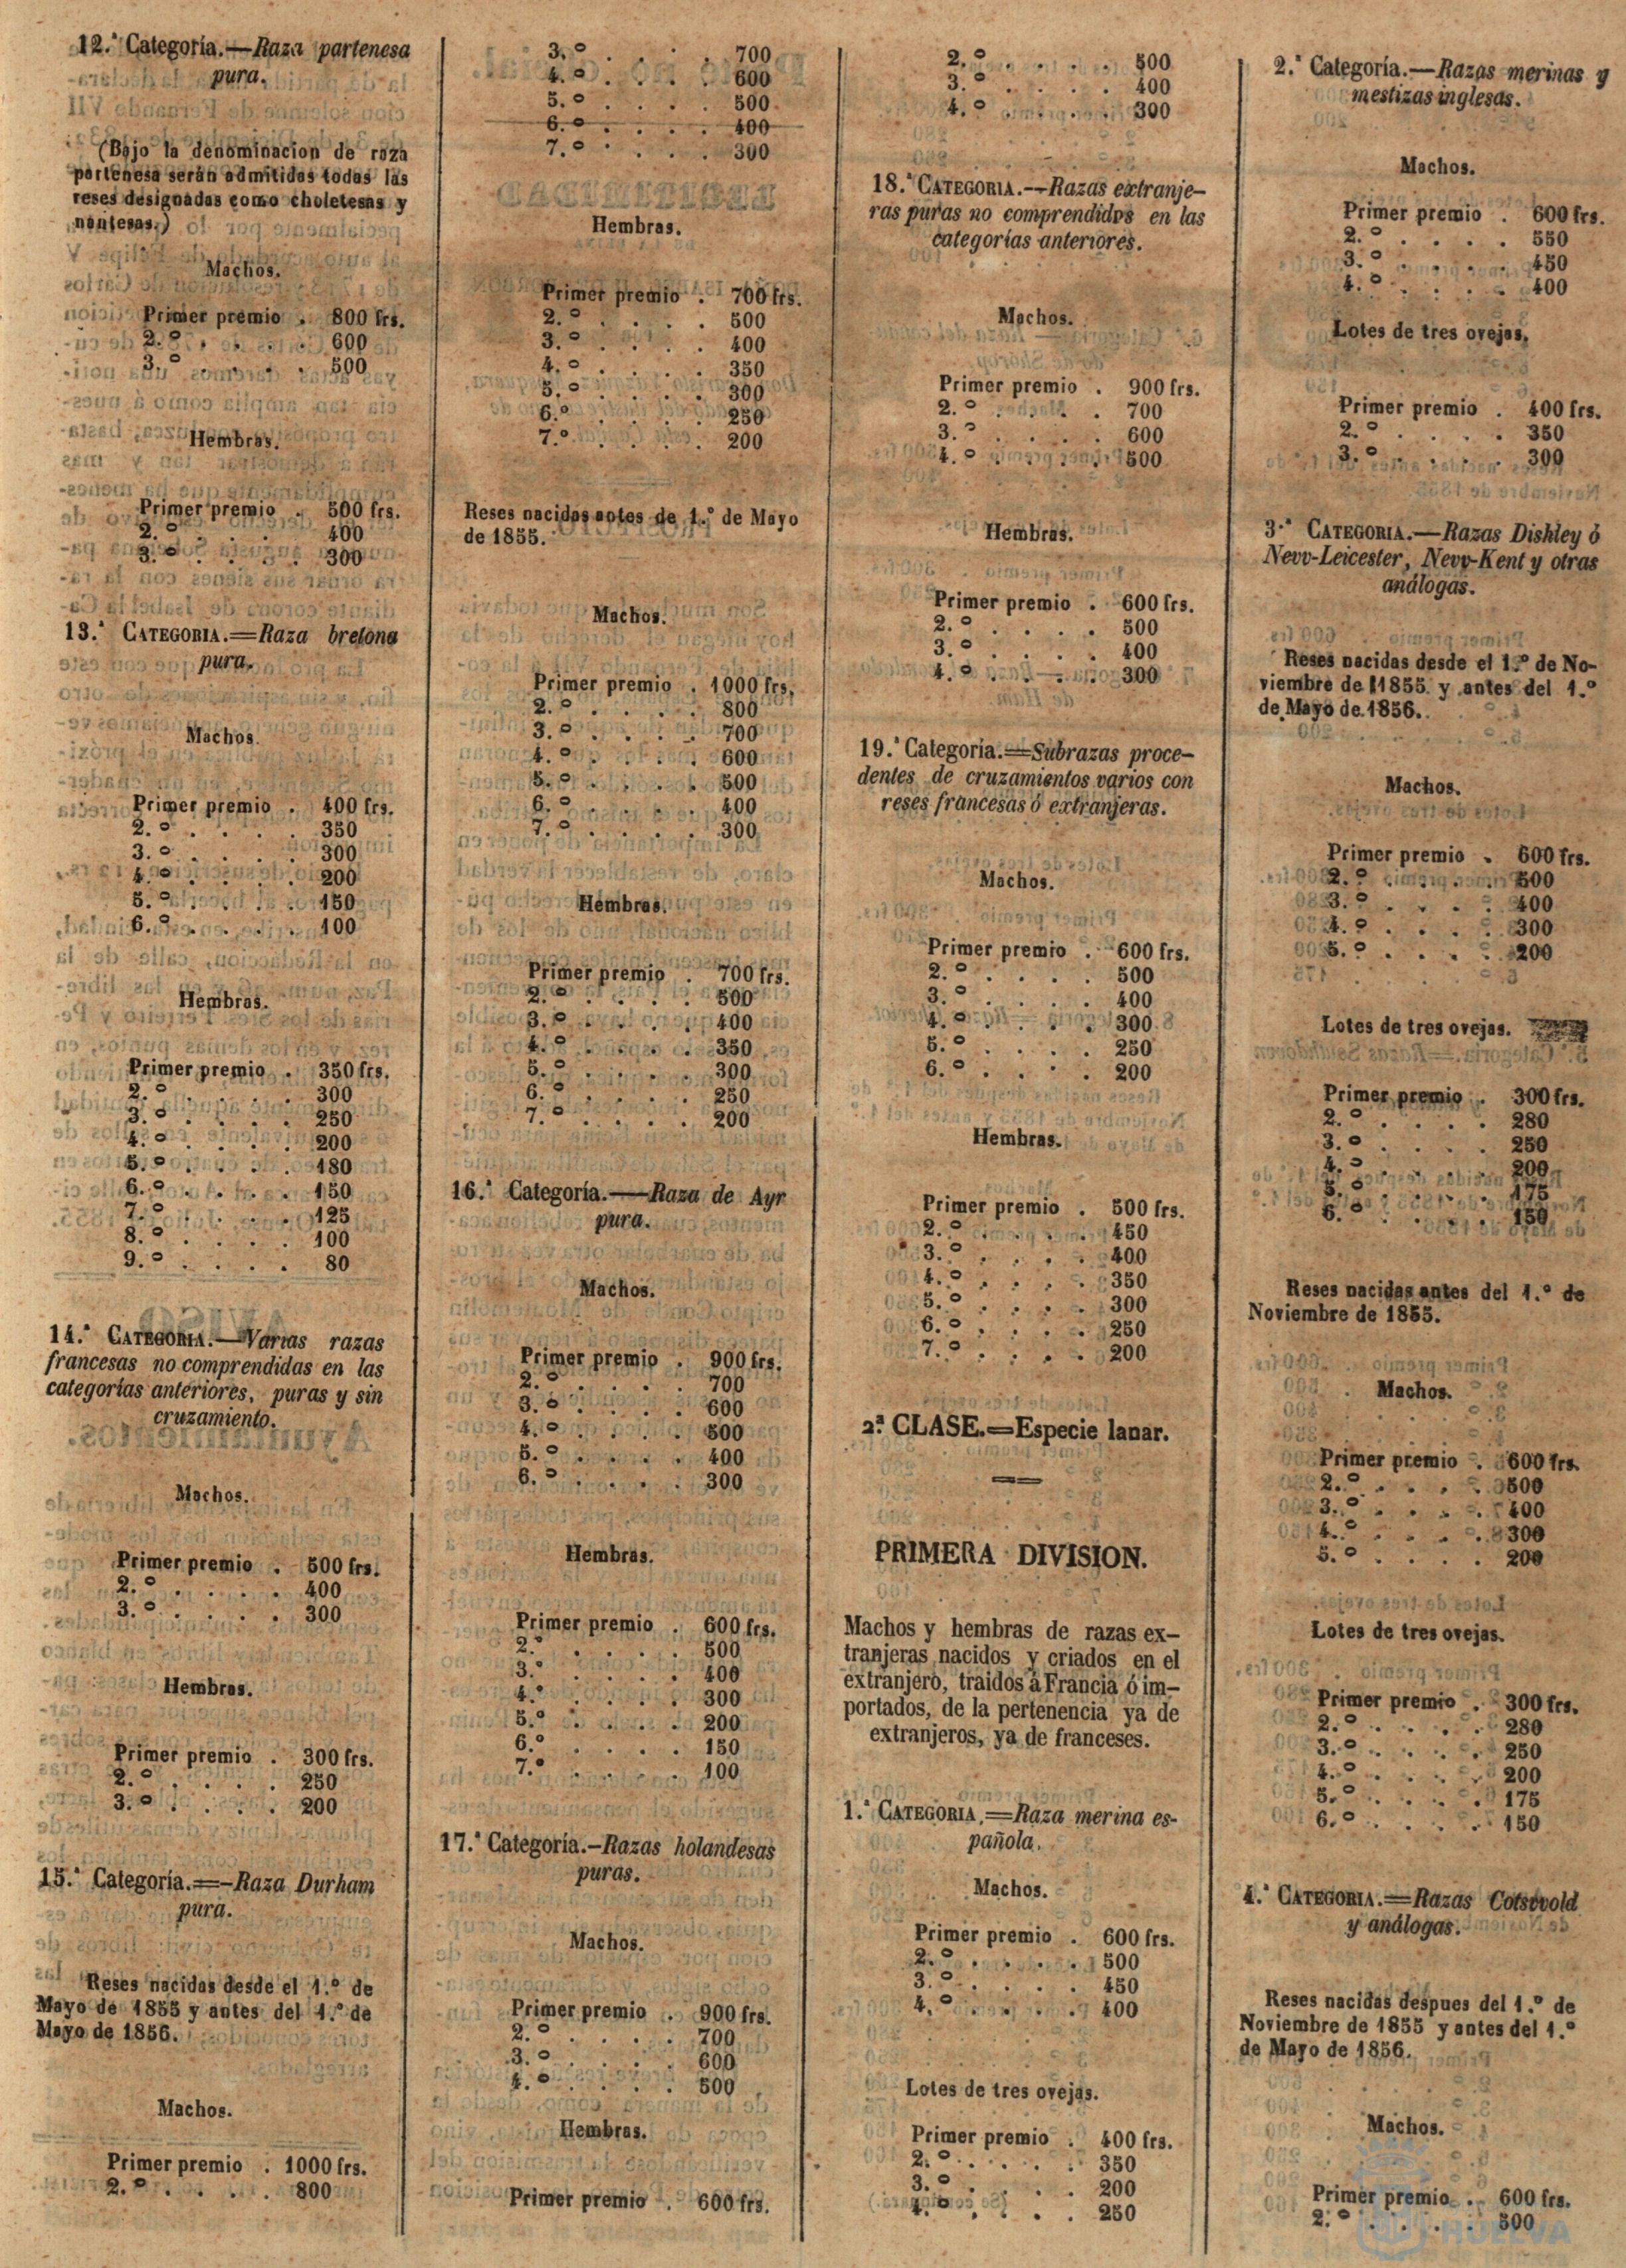 12.ª Categoría.—Raza partenesa
pura.
(Bajo la denominacion de raza
partenesa serán admitidas todas las
reses designadas como choletesas y
nantesas.)
Machos.
Primer premio . 800 frs.
2.º . . . . . 600
3.º . . . . . 500
Hembras.
Primer premio . 500 frs.
2.º . . . . . 400
3.º . . . . . 300
13.ª CATEGORIA.=Raza bretona
pura.
Machos.
Primer premio . 400 frs.
2.º . . . . . 350
3.º . . . . . 300
4.º . . . . . 200
5.º . . . . . 150
6.º . . . . . 100
Hembras.
Primer premio . 350 frs.
2.º . . . . . 300
3.º . . . . . 250
4.º . . . . . 200
5.º . . . . . 180
6.º . . . . . 150
7.º . . . . . 125
8.º . . . . . 100
9.º . . . . . 80
14.ª CATEGORIA.—Varias razas
francesas no comprendidas en las
categorías anteriores, puras y sin
cruzamiento.
Machos.
Primer premio . 500 frs.
2.º . . . . . 400
3.º . . . . . 300
Hembras.
Primer premio . 300 frs.
2.º . . . . . 250
3.º . . . . . 200
15.ª Categoría.=–Raza Durham
pura.
Reses nacidas desde el 1.º de
Mayo de 1855 y antes del 1.º de
Mayo de 1856.
Machos.
Primer premio . 1000 frs.
2.º . . . . . 800
3.º . . . . . 700
4.º . . . . . 600
5.º . . . . . 500
6.º . . . . . 400
7.º . . . . . 300
Hembras.
Primer premio . 700 frs.
2.º . . . . . 500
3.º . . . . . 400
4.º . . . . . 350
5.º . . . . . 300
6.º . . . . . 250
7.º . . . . . 200
Reses nacidas antes de 1.º de Mayo
de 1855.
Machos.
Primer premio . 1000 frs.
2.º . . . . . 800
3.º . . . . . 700
4.º . . . . . 600
5.º . . . . . 500
6.º . . . . . 400
7.º . . . . . 300
Hembras.
Primer premio . 700 frs.
2.º . . . . . 500
3.º . . . . . 400
4.º . . . . . 350
5.º . . . . . 300
6.º . . . . . 250
7.º . . . . . 200
16.ª Categoría.—Raza de Ayr
pura.
Machos.
Primer premio . 900 frs.
2.º . . . . . 700
3.º . . . . . 600
4.º . . . . . 500
5.º . . . . . 400
6.º . . . . . 300
Hembras.
Primer premio . 600 frs.
2.º . . . . . 500
3.º . . . . . 400
4.º . . . . . 300
5.º . . . . . 200
6.º . . . . . 150
7.º . . . . . 100
17.ª Categoría.–Razas holandesas
puras.
Machos.
Primer premio . 900 frs.
2.º . . . . . 700
3.º . . . . . 600
4.º . . . . . 500
Hembras.
Primer premio . 600 frs.
2.º . . . . . 500
3.º . . . . . 400
4.º . . . . . 300
18.ª CATEGORIA.—Razas extranje-
ras puras no comprendidas en las
categorías anteriores.
Machos.
Primer premio . 900 frs.
2.º . . . . . 700
3.º . . . . . 600
4.º . . . . . 500
Hembras.
Primer premio . 600 frs.
2.º . . . . . 500
3.º . . . . . 400
4.º . . . . . 300
19.ª Categoría.=Subrazas proce-
dentes de cruzamientos varios con
reses francesas ó extranjeras.
Machos.
Primer premio . 600 frs.
2.º . . . . . 500
3.º . . . . . 400
4.º . . . . . 300
5.º . . . . . 250
6.º . . . . . 200
Hembras.
Primer premio . 500 frs.
2.º . . . . . 450
3.º . . . . . 400
4.º . . . . . 350
5.º . . . . . 300
6.º . . . . . 250
7.º . . . . . 200
2.ª CLASE.=Especie lanar.
PRIMERA DIVISION.
Machos y hembras de razas ex-
tranjeras nacidos y criados en el
extranjero, traidos à Francia ó im-
portados, de la pertenencia ya de
extranjeros, ya de franceses.
1.ª CATEGORIA.=Raza merina es-
pañola.
Machos.
Primer premio . 600 frs.
2.º . . . . . 500
3.º . . . . . 450
4.º . . . . . 400
Lotes de tres ovejas.
Primer premio . 400 frs.
2.º . . . . . 350
3.º . . . . . 200
4.º . . . . . 250
2.ª Categoría.—Razas merinas y
mestizas inglesas.
Machos.
Primer premio . 600 frs.
2.º . . . . . 550
3.º . . . . . 450
4.º . . . . . 400
Lotes de tres ovejas.
Primer premio . 400 frs.
2.º . . . . . 350
3.º . . . . . 300
3.ª CATEGORIA.—Razas Dishley ó
Nevv-Leicester, Nevv-Kent y otras
análogas.
Reses nacidas desde el 1.º de No-
viembre de 1855 y antes del 1.º
de Mayo de 1856.
Machos.
Primer premio . 600 frs.
2.º . . . . . 500
3.º . . . . . 400
4.º . . . . . 300
5.º . . . . . 200
Lotes de tres ovejas.
Primer premio . 300 frs.
2.º . . . . . 280
3.º . . . . . 250
4.º . . . . . 200
5.º . . . . . 175
6.º . . . . . 150
Reses nacidas antes del 1.º de
Noviembre de 1855.
Machos.
Primer premio . 600 frs.
2.º . . . . . 500
3.º . . . . . 400
4.º . . . . . 300
5.º . . . . . 200
Lotes de tres ovejas.
Primer premio . 300 frs.
2.º . . . . . 280
3.º . . . . . 250
4.º . . . . . 200
5.º . . . . . 175
6.º . . . . . 150
4.ª CATEGORIA.=Razas Cotsvvold
y análogas.
Reses nacidas despues del 1.º de
Noviembre de 1855 y antes del 1.º
de Mayo de 1856.
Machos.
Primer premio . 600 frs.
2.º . . . . . 500
HUELVA